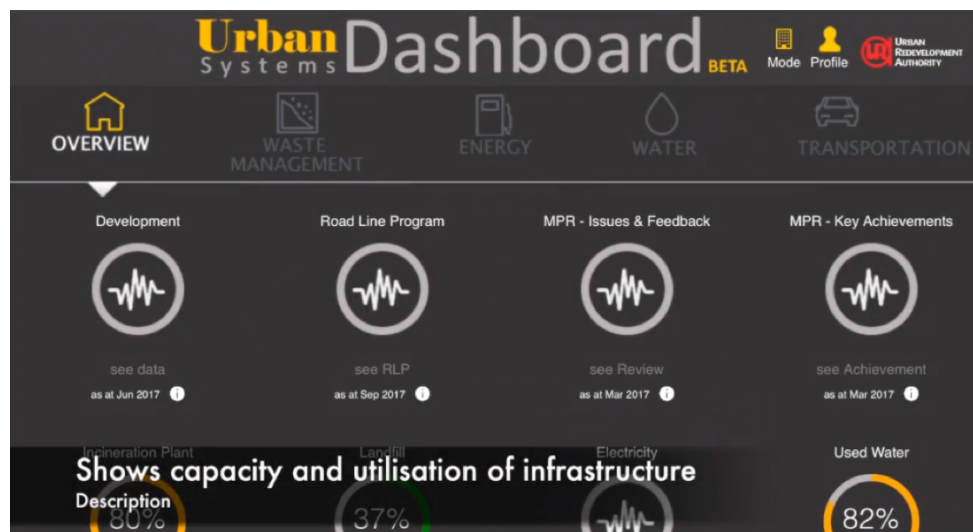 Urban
Systems
Dashboard BETA
Mode
Profile
UR
URBAN
REDEVELOPMENT
AUTHORITY
OVERVIEW
WASTE
MANAGEMENT
ENERGY
WATER
TRANSPORTATION
Development
Road Line Program
MPR - Issues & Feedback
MPR - Key Achievements
see data
see RLP
see Review
see Achievement
as at Jun 2017 i
as at Sep 2017 i
as at Mar 2017 i
as at Mar 2017 i
Incineration Plant
Landfill
Electricity
Used Water
Shows capacity and utilisation of infrastructure
Description
80%
37%
82%